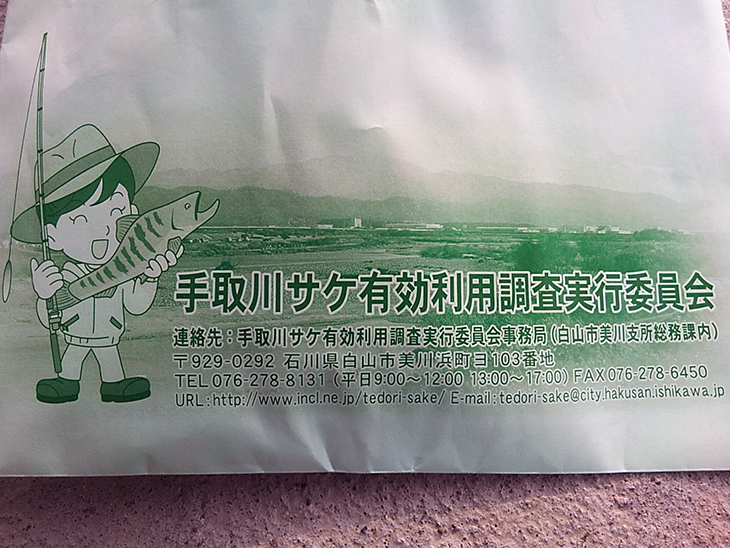 手取川サケ有効利用調査実行委員会
連絡先：手取川サケ有効利用調査実行委員会事務局（白山市美川支所総務課内）
〒929-0292 石川県白山市美川浜町ヨ103番地
TEL 076-278-8131（平日9:00～12:00 13:00～17:00）FAX 076-278-6450
URL:http://www.incl.ne.jp/tedori-sake/ E-mail:tedori-sake@city.hakusan.ishikawa.jp